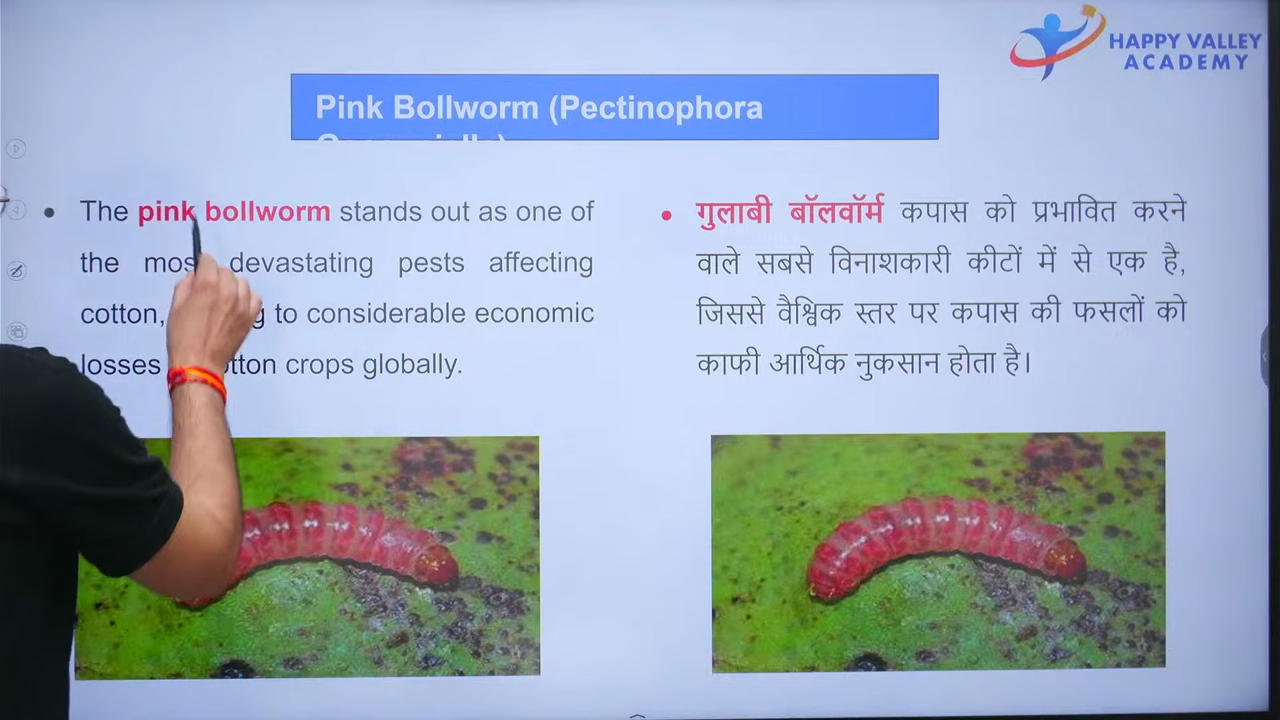 HAPPY VALLEY
ACADEMY
Pink Bollworm (Pectinophora
The pink bollworm stands out as one of
the devastating pests affecting
cotton, to considerable economic
losses crops globally.
गुलाबी बॉलवॉर्म कपास को प्रभावित करने
वाले सबसे विनाशकारी कीटों में से एक है,
जिससे वैश्विक स्तर पर कपास की फसलों को
काफी आर्थिक नुकसान होता है।